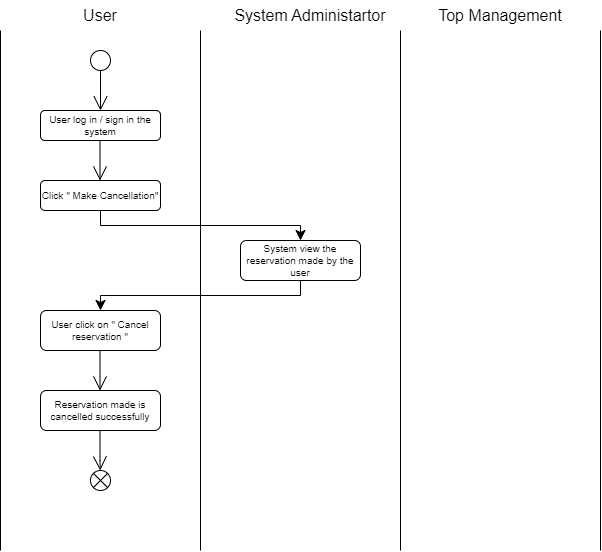 User
System Administartor
Top Management
User log in / sign in the
system
Click " Make Cancellation"
System view the
reservation made by the
user
User click on " Cancel
reservation "
Reservation made is
cancelled successfully